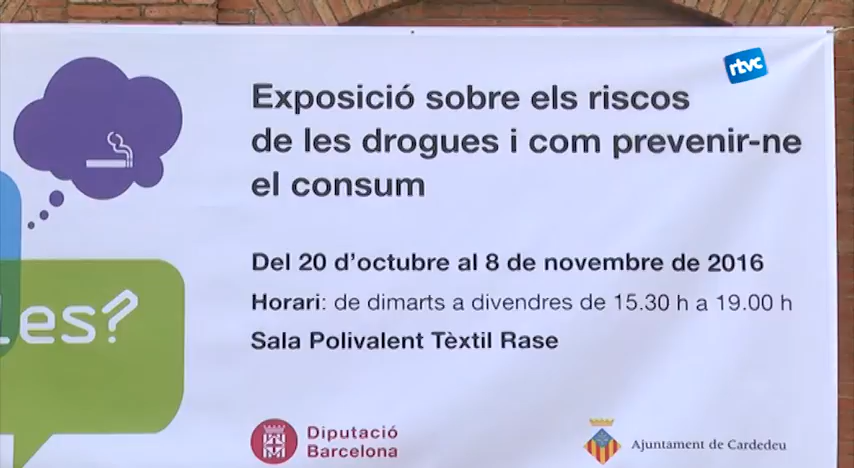 rtvc
Exposició sobre els riscos
de les drogues i com prevenir-ne
el consum
Del 20 d'octubre al 8 de novembre de 2016
Horari: de dimarts a divendres de 15.30 h a 19.00 h
Sala Polivalent Tèxtil Rase
es?
Diputació
Barcelona
Ajuntament de Cardedeu